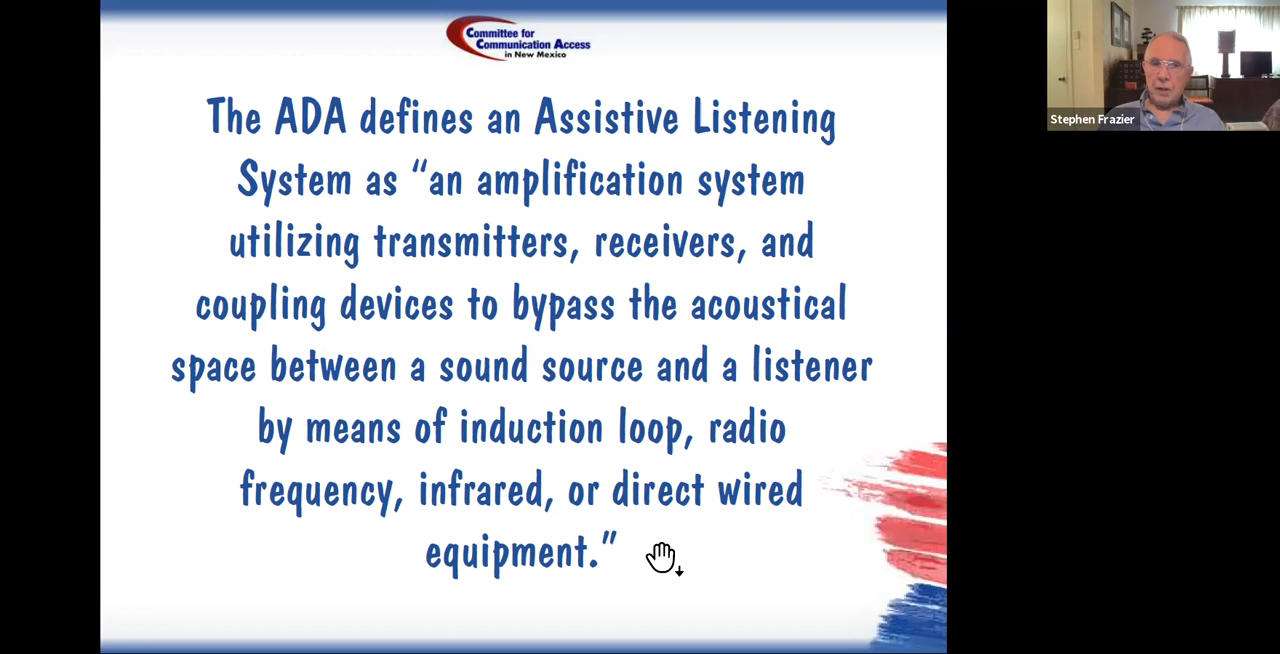 Committee for
Communication Access
in New Mexico
The ADA defines an Assistive Listening
System as “an amplification system
utilizing transmitters, receivers, and
coupling devices to bypass the acoustical
space between a sound source and a listener
by means of induction loop, radio
frequency, infrared, or direct wired
equipment.”
Stephen Frazier